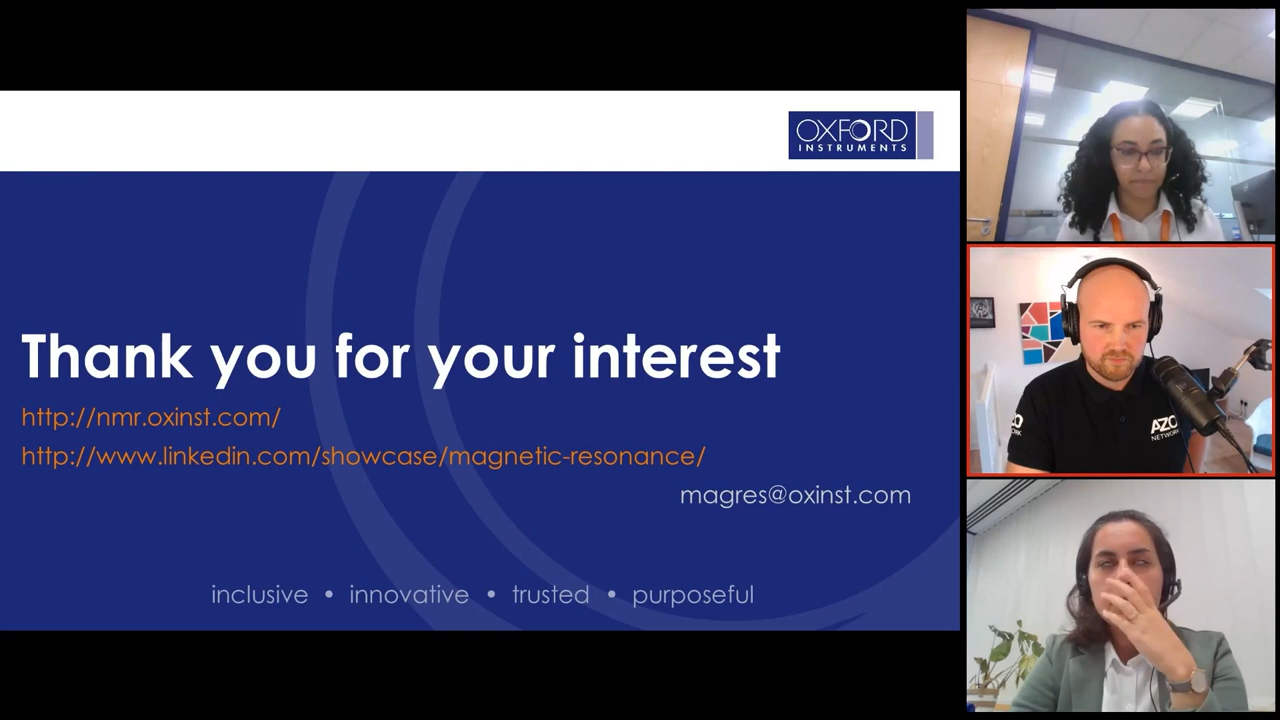 OXFORD
INSTRUMENTS
Thank you for your interest
http://nmr.oxinst.com/
http://www.linkedin.com/showcase/magnetic-resonance/
magres@oxinst.com
inclusive • innovative • trusted • purposeful
AZO
NETWORK